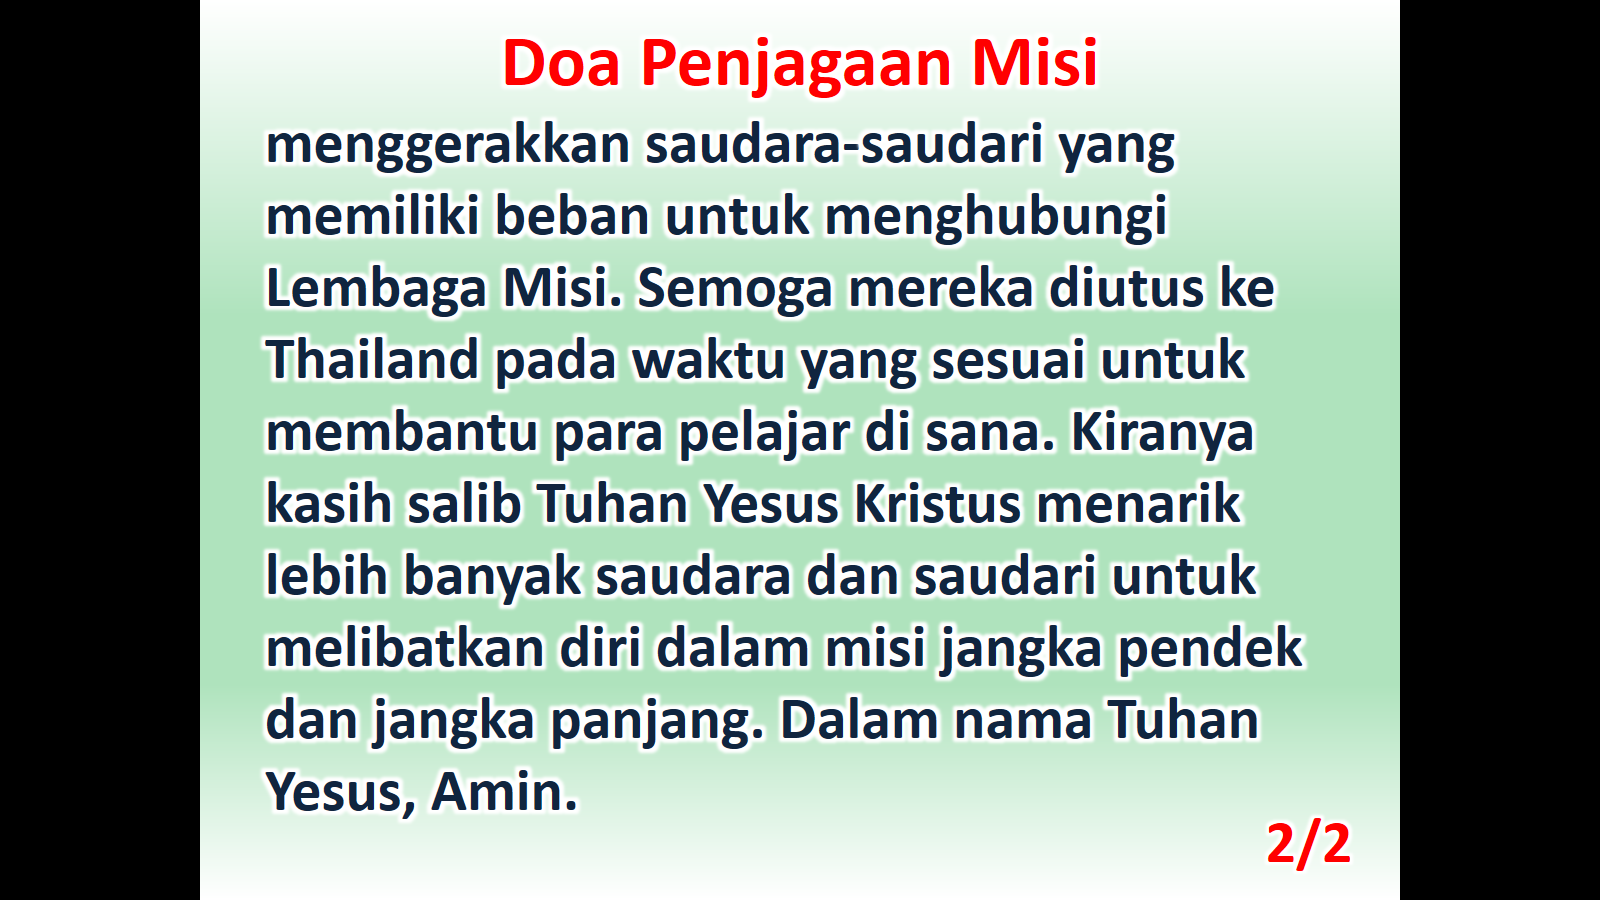 Doa Penjagaan Misi
menggerakkan saudara-saudari yang
memiliki beban untuk menghubungi
Lembaga Misi. Semoga mereka diutus ke
Thailand pada waktu yang sesuai untuk
membantu para pelajar di sana. Kiranya
kasih salib Tuhan Yesus Kristus menarik
lebih banyak saudara dan saudari untuk
melibatkan diri dalam misi jangka pendek
dan jangka panjang. Dalam nama Tuhan
Yesus, Amin.
2/2